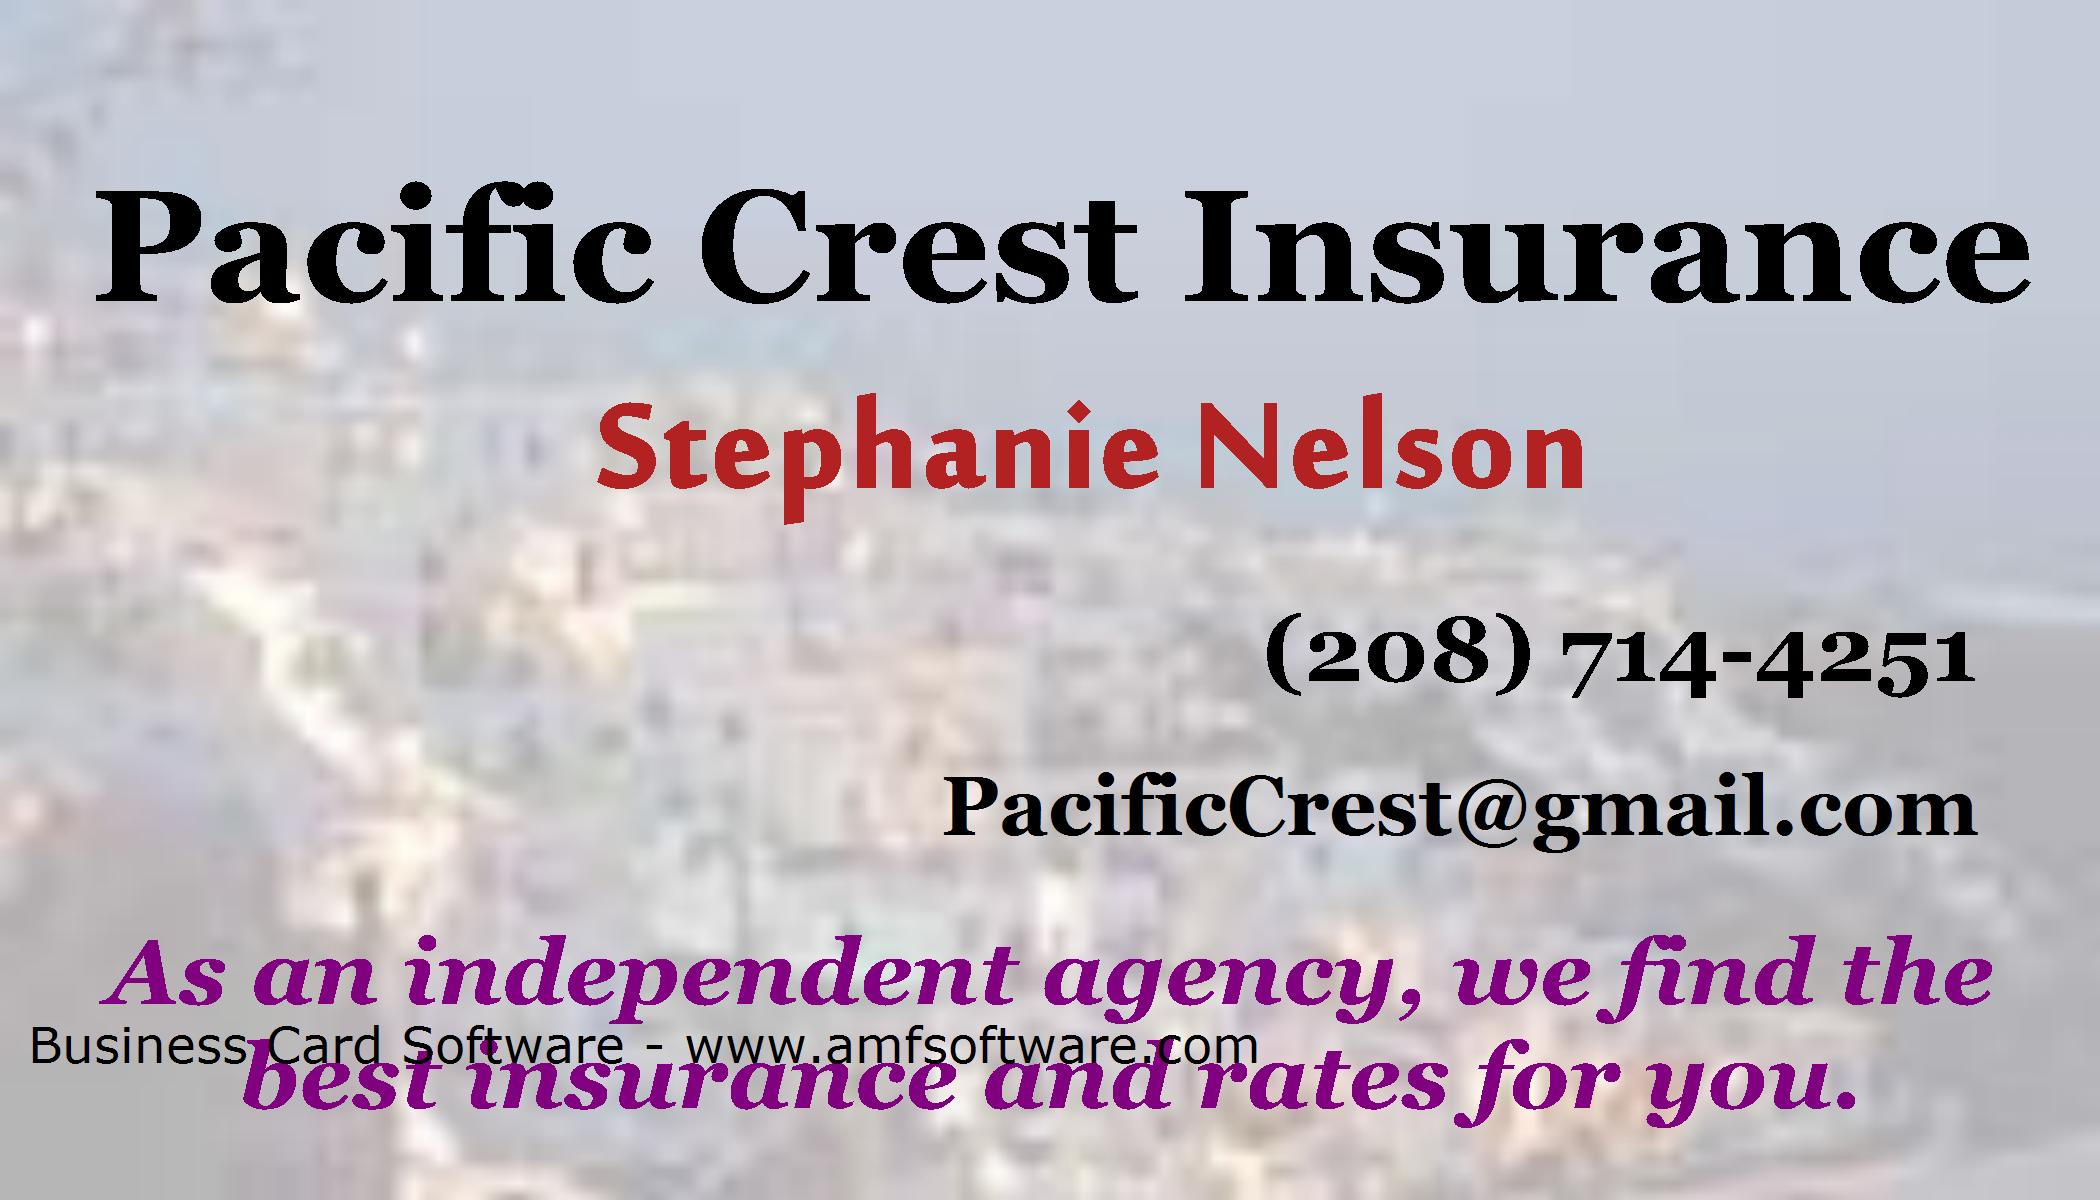 Pacific Crest Insurance
Stephanie Nelson
(208) 714-4251
PacificCrest@gmail.com
As an independent agency, we find the
Business Card Software - www.amfsoftware.com
best insurance and rates for you.